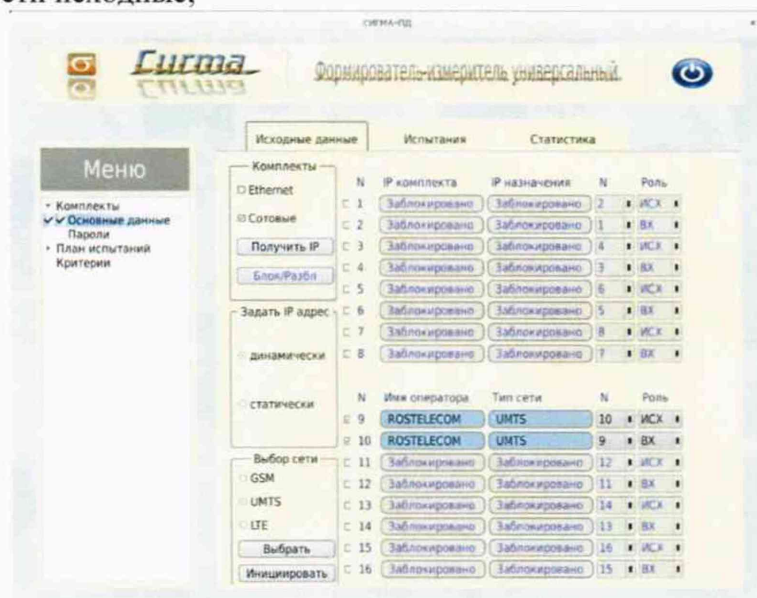 сти исходные,
СИГМА-ПД
Сигма
Формирователь-измеритель универсальный.
Исходные данные Испытания Статистика
Меню
Комплекты
Основные данные
Пароли
План испытаний
Критерии
Комплекты
Ethernet
Сотовые
Получить IP
Блок/Разбл
Задать IP адрес
динамически
статически
Выбор сети
GSM
UMTS
LTE
Выбрать
Инициировать
N IP комплекта IP назначения N Роль
1 Заблокировано Заблокировано 2 ИСХ
2 Заблокировано Заблокировано 1 ВХ
3 Заблокировано Заблокировано 4 ИСХ
4 Заблокировано Заблокировано 3 ВХ
5 Заблокировано Заблокировано 6 ИСХ
6 Заблокировано Заблокировано 5 ВХ
7 Заблокировано Заблокировано 8 ИСХ
8 Заблокировано Заблокировано 7 ВХ
N Имя оператора Тип сети N Роль
9 ROSTELECOM UMTS 10 ИСХ
10 ROSTELECOM UMTS 9 ВХ
11 Заблокировано Заблокировано 12 ИСХ
12 Заблокировано Заблокировано 11 ВХ
13 Заблокировано Заблокировано 14 ИСХ
14 Заблокировано Заблокировано 13 ВХ
15 Заблокировано Заблокировано 16 ИСХ
16 Заблокировано Заблокировано 15 ВХ